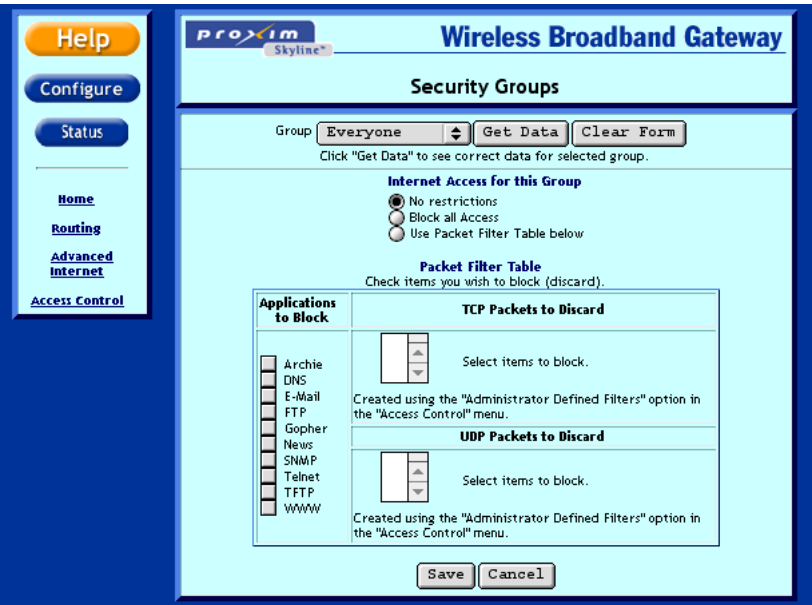 Help
Configure
Status
Home
Routing
Advanced
Internet
Access Control
proxim
Skyline™
Wireless Broadband Gateway
Security Groups
Group Everyone Get Data Clear Form
Click "Get Data" to see correct data for selected group.
Internet Access for this Group
No restrictions
Block all Access
Use Packet Filter Table below
Packet Filter Table
Check items you wish to block (discard).
Applications
to Block
Archie
DNS
E-Mail
FTP
Gopher
News
SNMP
Telnet
TFTP
WWW
TCP Packets to Discard
Select items to block.
Created using the "Administrator Defined Filters" option in
the "Access Control" menu.
UDP Packets to Discard
Select items to block.
Created using the "Administrator Defined Filters" option in
the "Access Control" menu.
Save Cancel